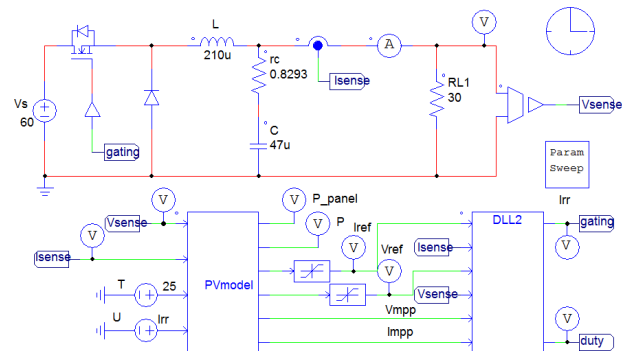 V
L
210u
A
rc
0.8293
Isense
RL1
30
Vs
60
C
47u
gating
Vsense
Param
Sweep
V
P_panel
V
P
Irr
Vsense
V
Iref
DLL2
gating
V
V
Vref
Isense
V
Isense
V
T
25
PVmodel
Vsense
Vmpp
U
Irr
Impp
V
duty